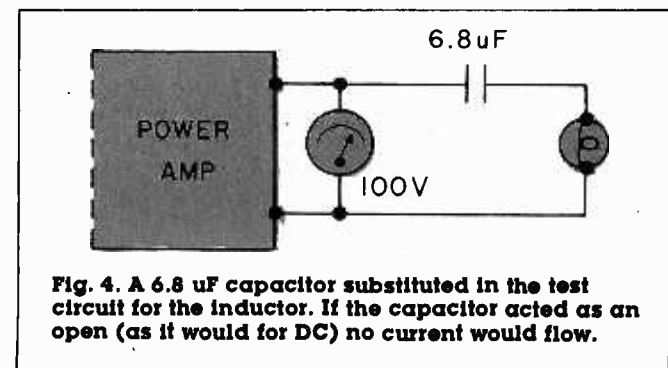 6.8uF
POWER
AMP
100V
Fig. 4. A 6.8 uF capacitor substituted in the test
circuit for the inductor. If the capacitor acted as an
open (as it would for DC) no current would flow.